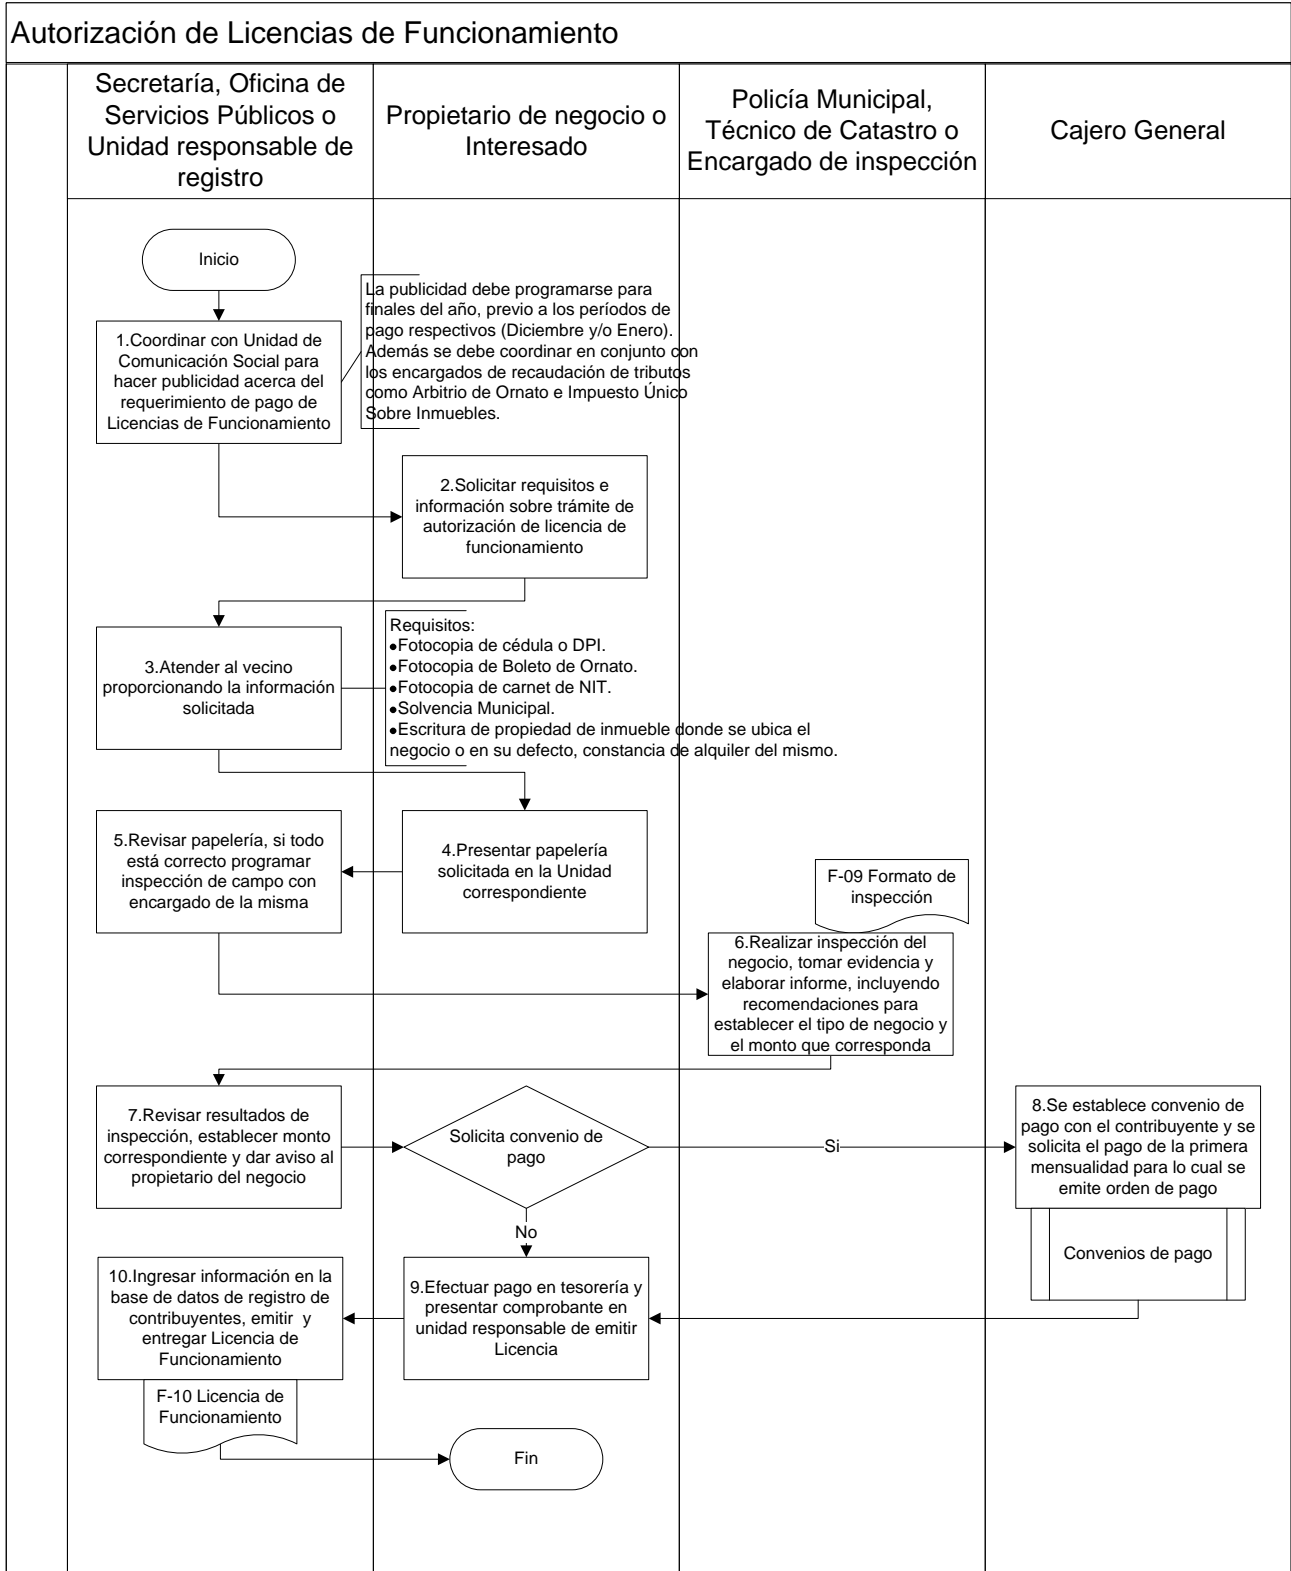 Autorización de Licencias de Funcionamiento
Secretaría, Oficina de
Servicios Públicos o
Unidad responsable de
registro
Propietario de negocio o
Interesado
Policía Municipal,
Técnico de Catastro o
Encargado de inspección
Cajero General
Inicio
1.Coordinar con Unidad de
Comunicación Social para
hacer publicidad acerca del
requerimiento de pago de
Licencias de Funcionamiento
La publicidad debe programarse para
finales del año, previo a los períodos de
pago respectivos (Diciembre y/o Enero).
Además se debe coordinar en conjunto con
los encargados de recaudación de tributos
como Arbitrio de Ornato e Impuesto Único
Sobre Inmuebles.
2.Solicitar requisitos e
información sobre trámite de
autorización de licencia de
funcionamiento
3.Atender al vecino
proporcionando la información
solicitada
Requisitos:
●Fotocopia de cédula o DPI.
●Fotocopia de Boleto de Ornato.
●Fotocopia de carnet de NIT.
●Solvencia Municipal.
●Escritura de propiedad de inmueble donde se ubica el
negocio o en su defecto, constancia de alquiler del mismo.
4.Presentar papelería
solicitada en la Unidad
correspondiente
5.Revisar papelería, si todo
está correcto programar
inspección de campo con
encargado de la misma
F-09 Formato de
inspección
6.Realizar inspección del
negocio, tomar evidencia y
elaborar informe, incluyendo
recomendaciones para
establecer el tipo de negocio y
el monto que corresponda
7.Revisar resultados de
inspección, establecer monto
correspondiente y dar aviso al
propietario del negocio
Solicita convenio de
pago
Si
No
8.Se establece convenio de
pago con el contribuyente y se
solicita el pago de la primera
mensualidad para lo cual se
emite orden de pago
Convenios de pago
9.Efectuar pago en tesorería y
presentar comprobante en
unidad responsable de emitir
Licencia
10.Ingresar información en la
base de datos de registro de
contribuyentes, emitir y
entregar Licencia de
Funcionamiento
F-10 Licencia de
Funcionamiento
Fin